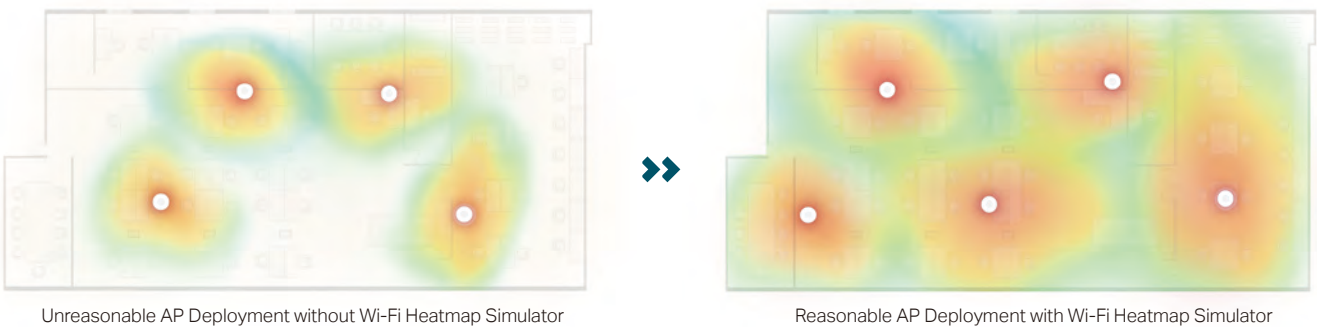 Unreasonable AP Deployment without Wi-Fi Heatmap Simulator
Reasonable AP Deployment with Wi-Fi Heatmap Simulator